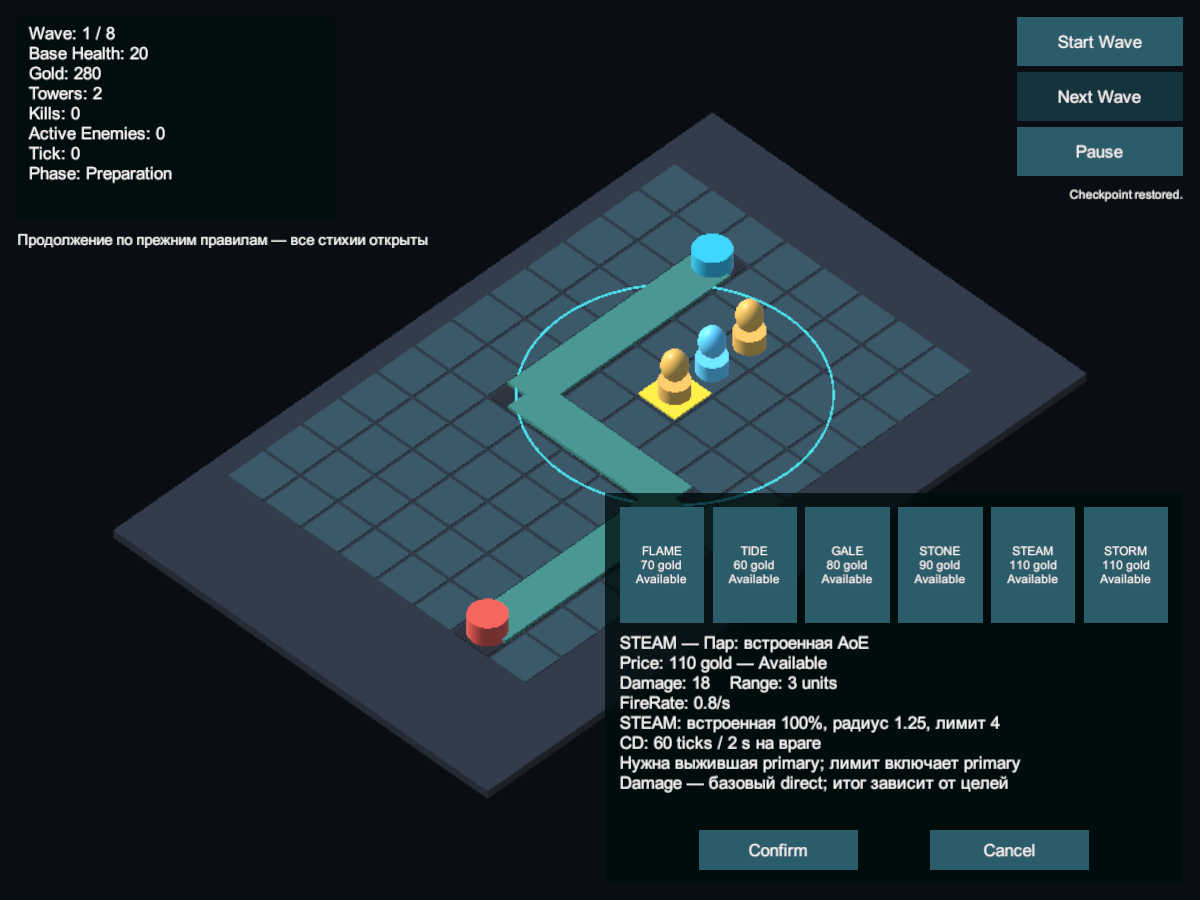 Wave: 1 / 8
Base Health: 20
Gold: 280
Towers: 2
Kills: 0
Active Enemies: 0
Tick: 0
Phase: Preparation
Продолжение по прежним правилам — все стихии открыты
Start Wave
Next Wave
Pause
Checkpoint restored.
FLAME
70 gold
Available
TIDE
60 gold
Available
GALE
80 gold
Available
STONE
90 gold
Available
STEAM
110 gold
Available
STORM
110 gold
Available
STEAM — Пар: встроенная AoE
Price: 110 gold — Available
Damage: 18    Range: 3 units
FireRate: 0.8/s
STEAM: встроенная 100%, радиус 1.25, лимит 4
CD: 60 ticks / 2 s на враге
Нужна выжившая primary; лимит включает primary
Damage — базовый direct; итог зависит от целей
Confirm
Cancel